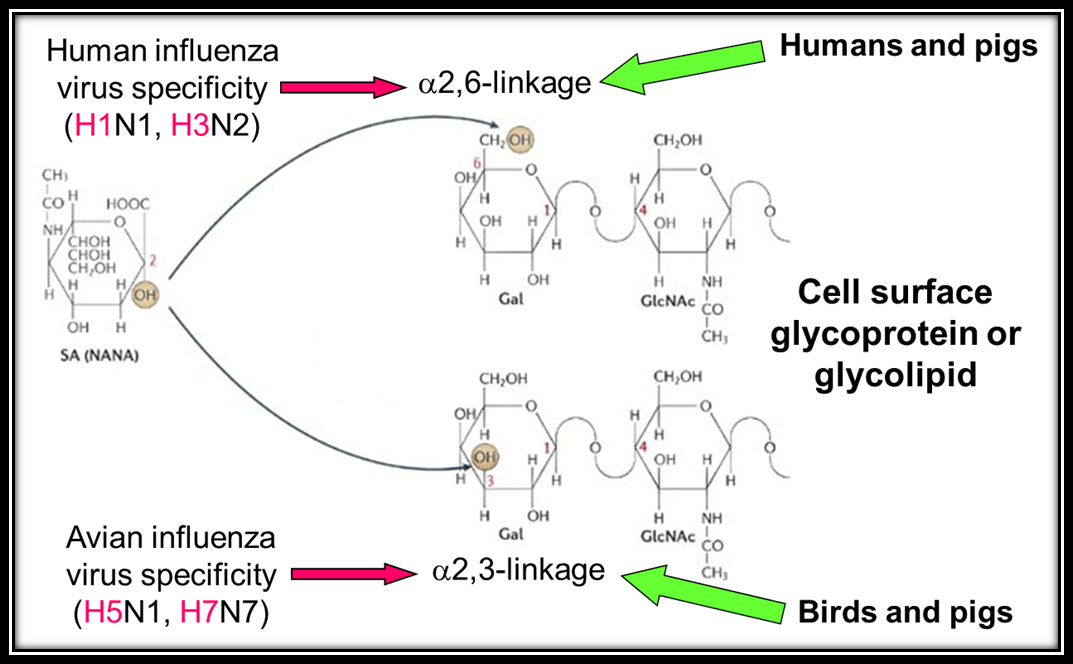 Human influenza
virus specificity
(H1N1, H3N2)
α2,6-linkage
Humans and pigs
CH₃
CO H
HOOC
NH
O
CHOH
CHOH
CH₂OH
2
H
H
H
OH
OH
H
SA (NANA)
CH₂OH
6
O
OH
H
1
OH
H
H
H
H
OH
Gal
O
CH₂OH
O
H
H
4
OH
H
H
H
NH
GlcNAc
CO
CH₃
O
Cell surface
glycoprotein or
glycolipid
CH₂OH
O
OH
H
1
OH
H
H
3
H
H
OH
Gal
O
CH₂OH
O
H
H
4
OH
H
H
H
NH
GlcNAc
CO
CH₃
O
Avian influenza
virus specificity
(H5N1, H7N7)
α2,3-linkage
Birds and pigs